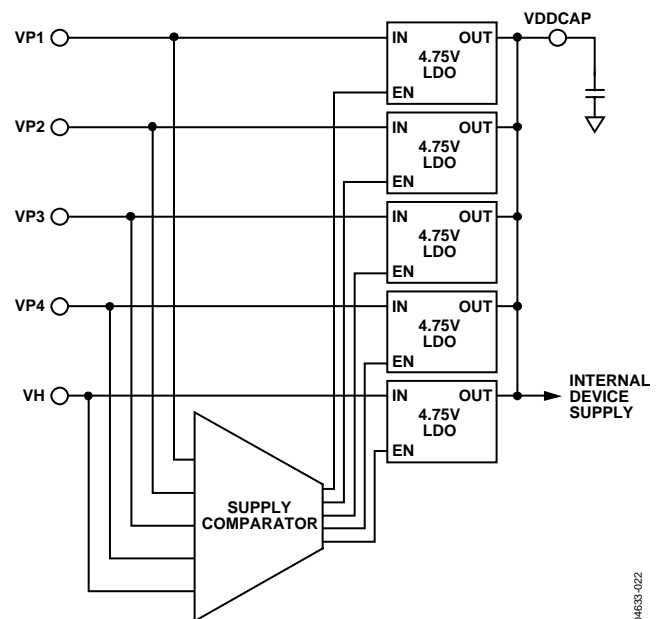 VDDCAP
VP1
IN OUT
4.75V
LDO
EN
VP2
IN OUT
4.75V
LDO
EN
VP3
IN OUT
4.75V
LDO
EN
VP4
IN OUT
4.75V
LDO
EN
VH
IN OUT
4.75V
LDO
EN
INTERNAL
DEVICE
SUPPLY
SUPPLY
COMPARATOR
04633-022